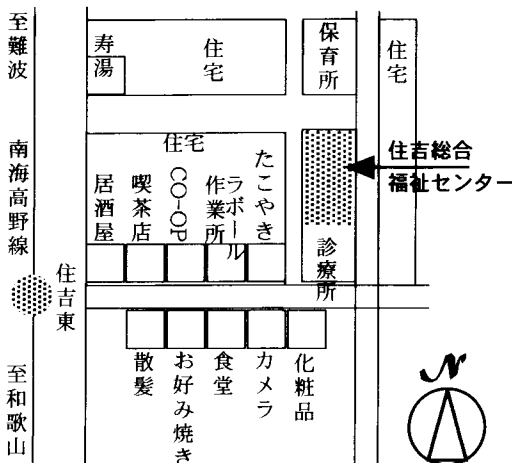 至難波
南海高野線
住吉東
至和歌山
寿湯
住宅
保育所
住宅
住宅
居酒屋
喫茶店
CO-OP
作業所
ラボール
たこやき
診療所
住吉総合
福祉センター
散髪
お好み焼き
食堂
カメラ
化粧品
N